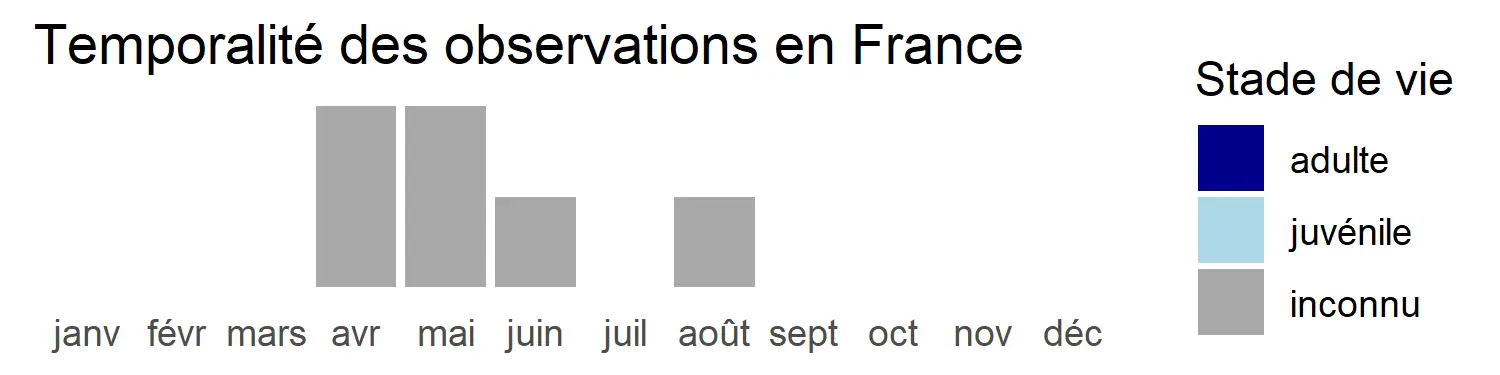 Temporalité des observations en France
janv févr mars avr mai juin juil août sept oct nov déc
Stade de vie
adulte
juvénile
inconnu